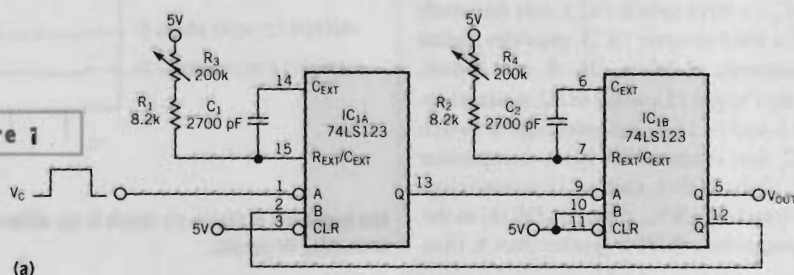 5V
R3
200k
R1
8.2k
C1
2700 pF
14
CEXT
IC1A
74LS123
15
REXT/CEXT
re 1
VC
1
A
Q
13
2
B
5V
3
CLR
5V
R4
200k
8.2k
C2
2700 pF
6
CEXT
IC1B
74LS123
7
REXT/CEXT
9
A
Q
5
VOUT
10
B
Q
12
5V
11
CLR
(a)